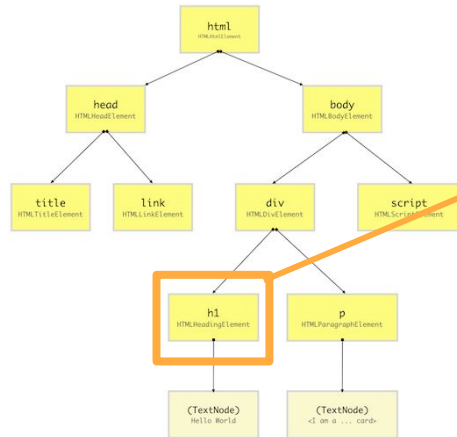 html
HTMLHtmlElement
head
HTMLHeadElement
body
HTMLBodyElement
title
HTMLTitleElement
link
HTMLLinkElement
div
HTMLDivElement
script
HTMLScriptElement
h1
HTMLHeadingElement
p
HTMLParagraphElement
(TextNode)
Hello World
(TextNode)
<I am a ... card>